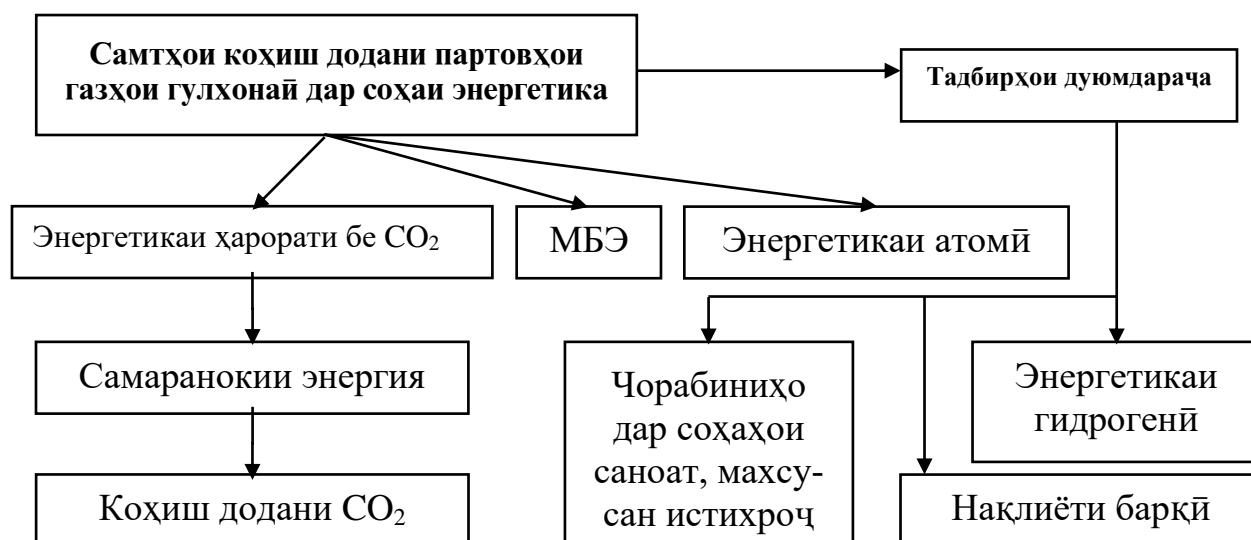 Самтҳои коҳиш додани партовҳои
газҳои гулхонаӣ дар соҳаи энергетика
Тадбирҳои дуюмдараҷа
Энергетикаи ҳарорати бе CO₂
МБЭ
Энергетикаи атомӣ
Самаранокии энергия
Чорабиниҳо
дар соҳаҳои
саноат, махсу-
сан истихроҷ
Энергетикаи
гидрогенӣ
Коҳиш додани CO₂
Нақлиёти барқӣ